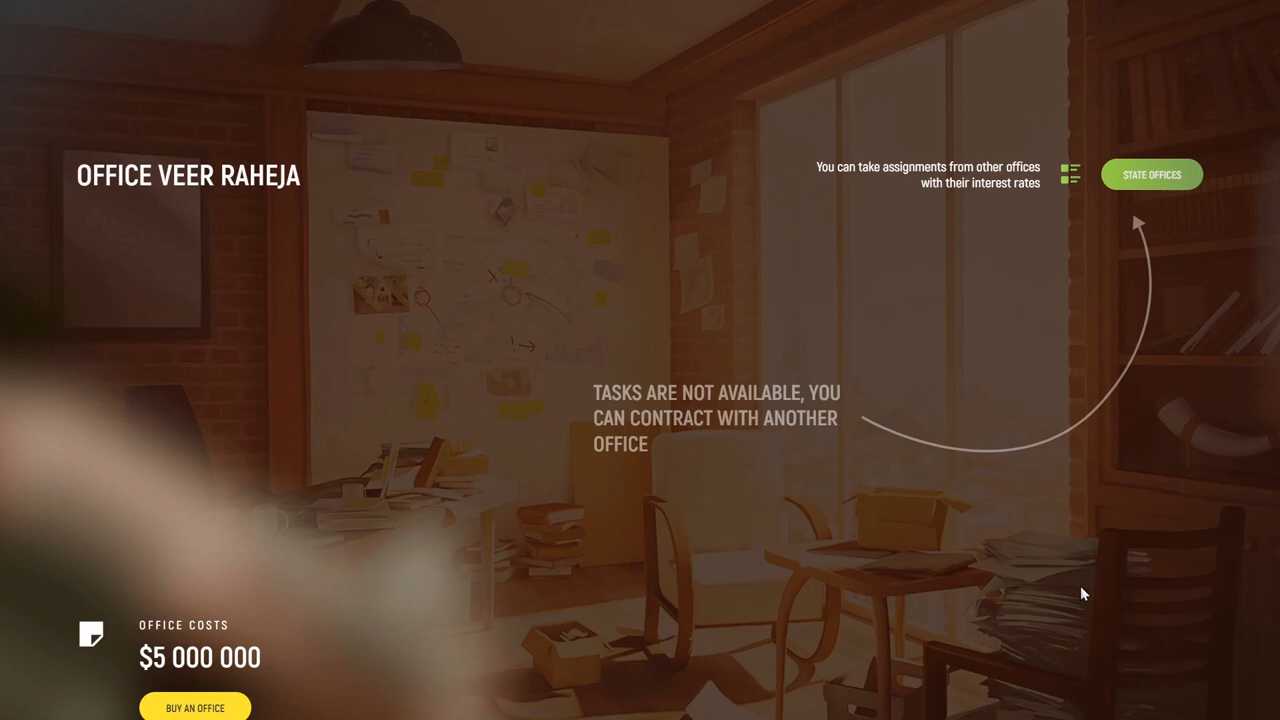 OFFICE VEER RAHEJA
You can take assignments from other offices
with their interest rates
STATE OFFICES
TASKS ARE NOT AVAILABLE, YOU
CAN CONTRACT WITH ANOTHER
OFFICE
OFFICE COSTS
$5 000 000
BUY AN OFFICE